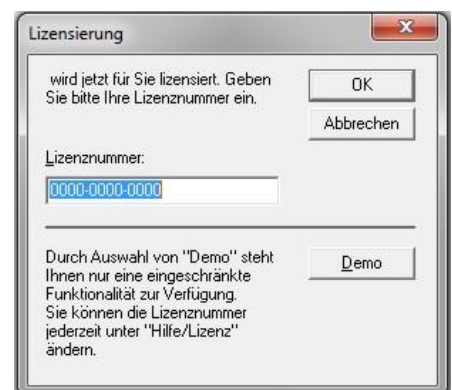 Lizensierung
wird jetzt für Sie lizensiert. Geben
Sie bitte Ihre Lizenznummer ein.
OK
Abbrechen
Lizenznummer:
0000-0000-0000
Durch Auswahl von "Demo" steht
Ihnen nur eine eingeschränkte
Funktionalität zur Verfügung.
Sie können die Lizenznummer
jederzeit unter "Hilfe/Lizenz"
ändern.
Demo